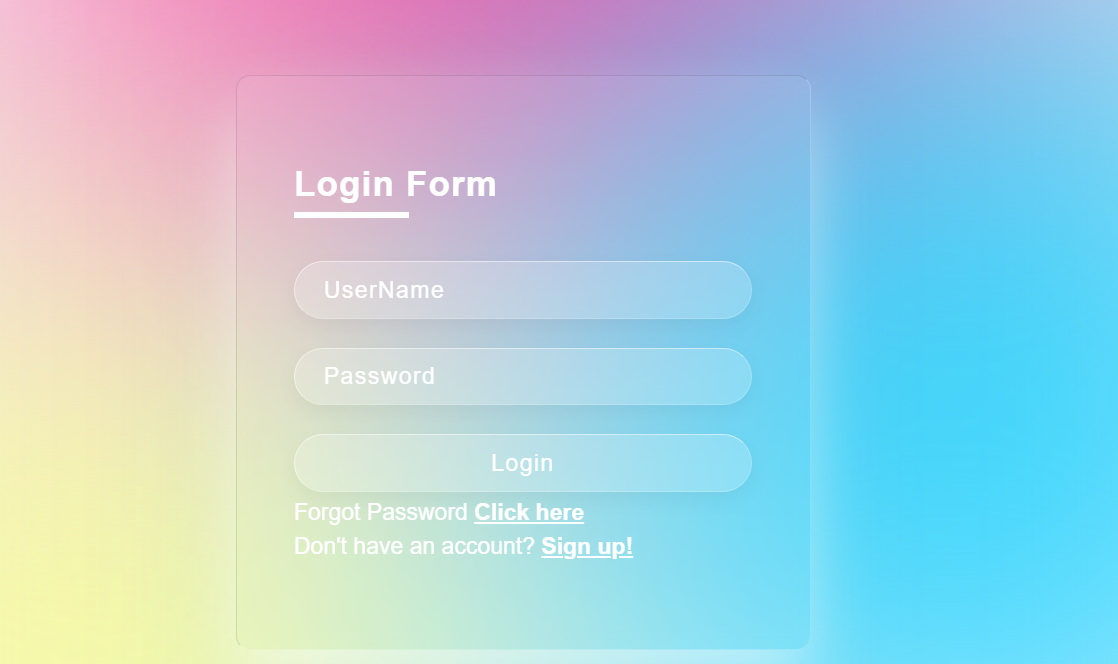 Login Form
UserName
Password
Login
Forgot Password Click here
Don't have an account? Sign up!